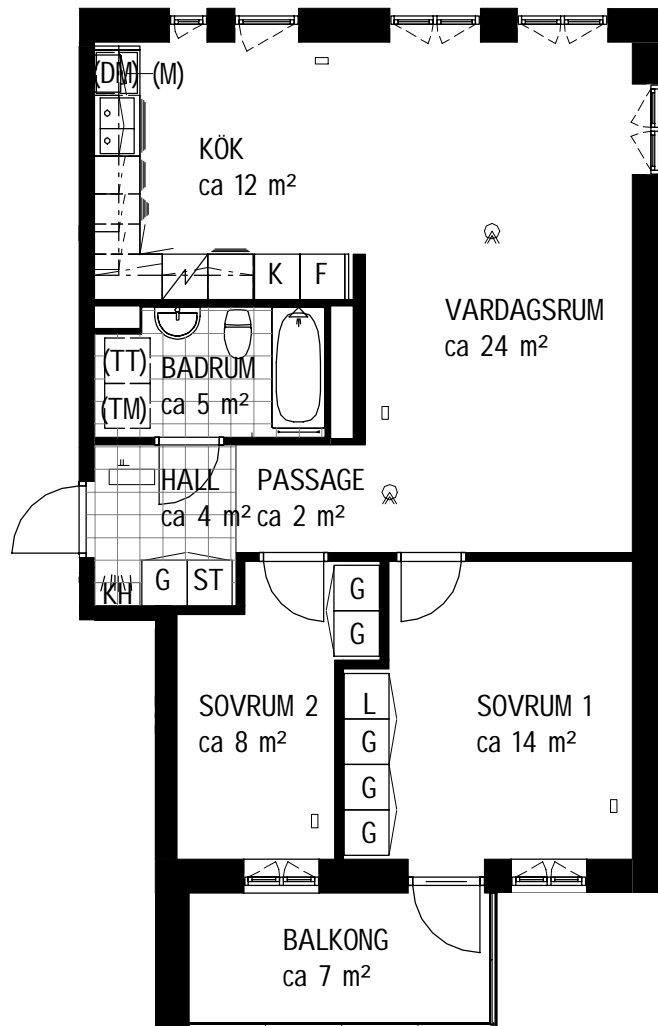 (DM) (M)
KÖK
ca 12 m²
K F
VARDAGSRUM
ca 24 m²
(TT)
(TM)
BADRUM
ca 5 m²
HALL
ca 4 m²
PASSAGE
ca 2 m²
KH G ST
G
G
SOVRUM 2
ca 8 m²
L
G
G
G
SOVRUM 1
ca 14 m²
BALKONG
ca 7 m²